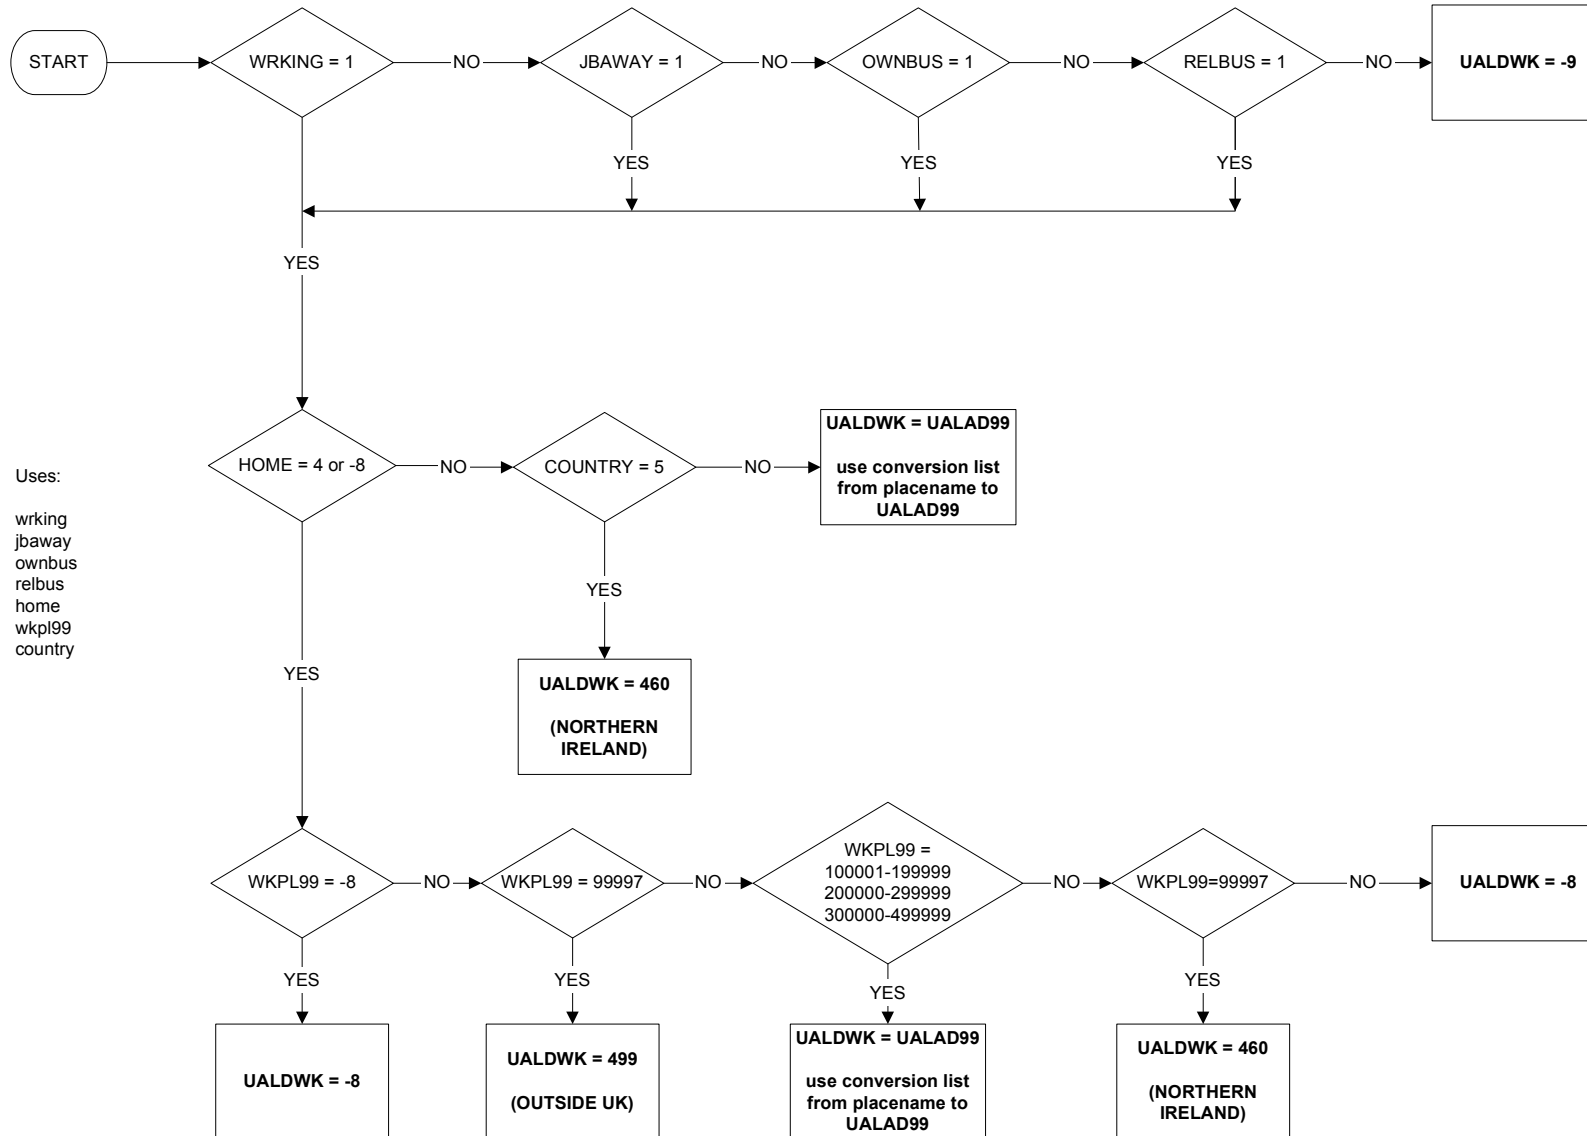 START
WRKING = 1
NO
JBAWAY = 1
NO
OWNBUS = 1
NO
RELBUS = 1
NO
UALDWK = -9
YES
YES
YES
YES
HOME = 4 or -8
NO
COUNTRY = 5
NO
UALDWK = UALAD99
use conversion list
from placename to
UALAD99
Uses:
wrking
jbaway
ownbus
relbus
home
wkpl99
country
YES
YES
UALDWK = 460
(NORTHERN
IRELAND)
WKPL99 = -8
NO
WKPL99 = 99997
NO
WKPL99 =
100001-199999
200000-299999
300000-499999
NO
WKPL99=99997
NO
UALDWK = -8
YES
YES
YES
YES
UALDWK = -8
UALDWK = 499
(OUTSIDE UK)
UALDWK = UALAD99
use conversion list
from placename to
UALAD99
UALDWK = 460
(NORTHERN
IRELAND)